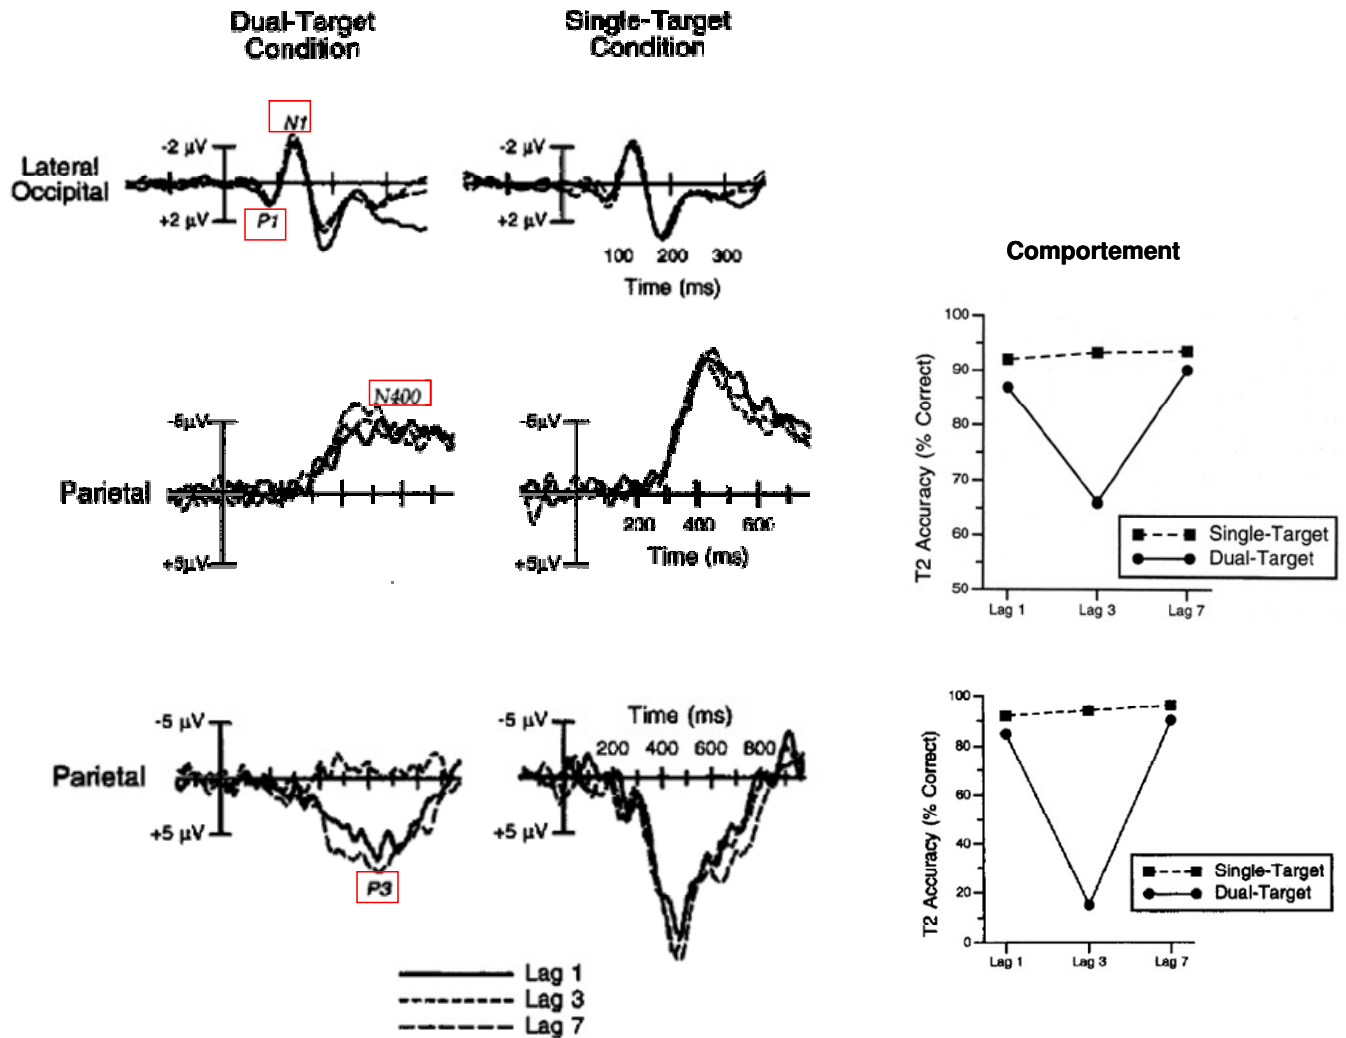 Dual-Target
Condition
Single-Target
Condition
Lateral
Occipital
-2 µV
+2 µV
N1
P1
-2 µV
+2 µV
100 200 300
Time (ms)
Parietal
-5µV
+5µV
N400
-5µV
+5µV
200 400 600
Time (ms)
Parietal
-5 µV
+5 µV
P3
-5 µV
+5 µV
Time (ms)
200 400 600 800
Lag 1
Lag 3
Lag 7
Comportement
T2 Accuracy (% Correct)
100
90
80
70
60
50
Lag 1 Lag 3 Lag 7
Single-Target
Dual-Target
T2 Accuracy (% Correct)
100
80
60
40
20
0
Lag 1 Lag 3 Lag 7
Single-Target
Dual-Target